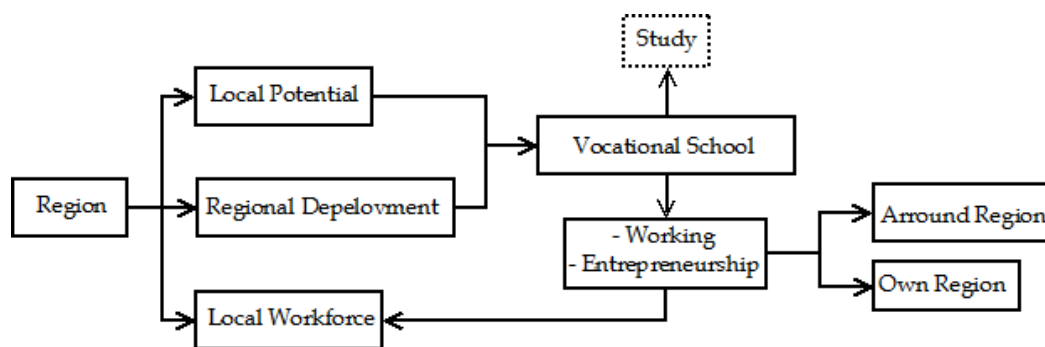 Study
Local Potential
Vocational School
Region
Regional Depelovment
Arround Region
- Working
- Entrepreneurship
Own Region
Local Workforce